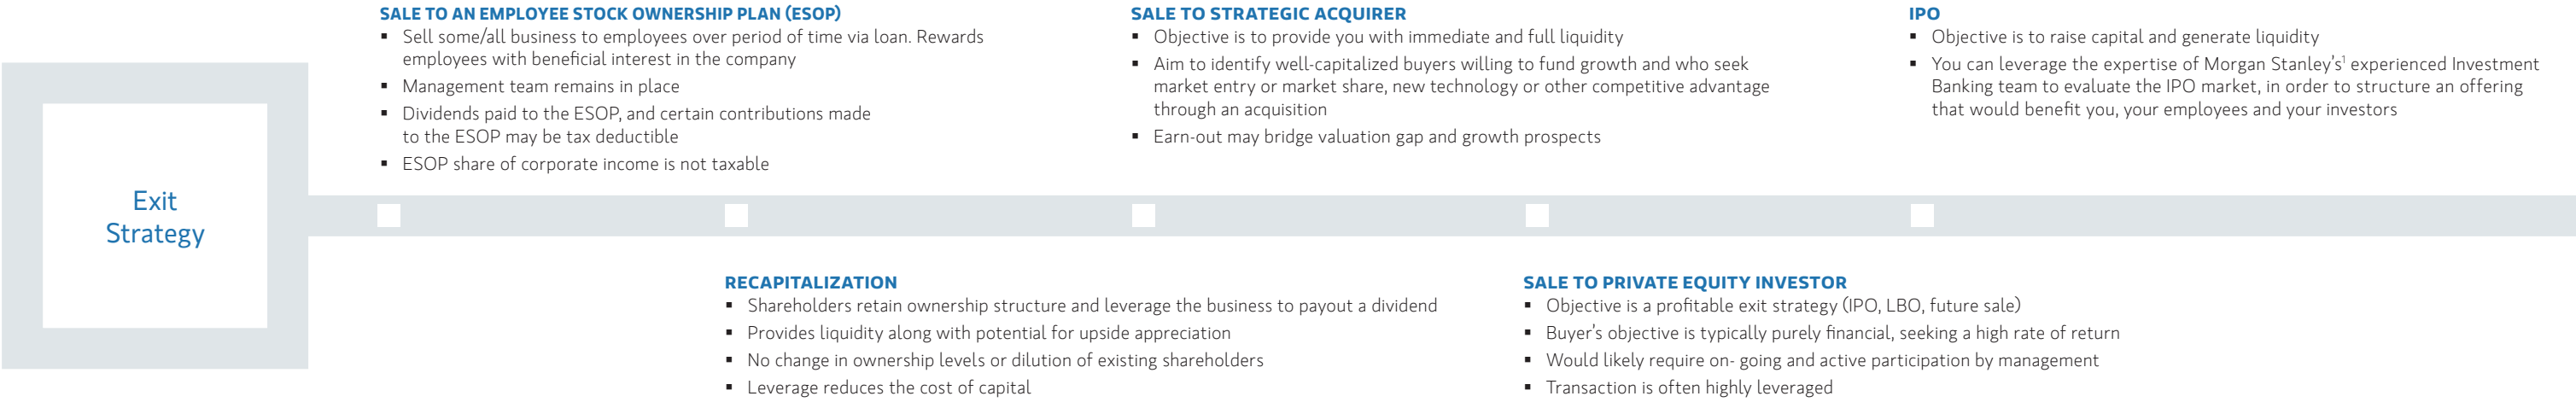 Exit
Strategy
SALE TO AN EMPLOYEE STOCK OWNERSHIP PLAN (ESOP)
▪ Sell some/all business to employees over period of time via loan. Rewards
employees with beneficial interest in the company
▪ Management team remains in place
▪ Dividends paid to the ESOP, and certain contributions made
to the ESOP may be tax deductible
▪ ESOP share of corporate income is not taxable
RECAPITALIZATION
▪ Shareholders retain ownership structure and leverage the business to payout a dividend
▪ Provides liquidity along with potential for upside appreciation
▪ No change in ownership levels or dilution of existing shareholders
▪ Leverage reduces the cost of capital
SALE TO STRATEGIC ACQUIRER
▪ Objective is to provide you with immediate and full liquidity
▪ Aim to identify well-capitalized buyers willing to fund growth and who seek
market entry or market share, new technology or other competitive advantage
through an acquisition
▪ Earn-out may bridge valuation gap and growth prospects
SALE TO PRIVATE EQUITY INVESTOR
▪ Objective is a profitable exit strategy (IPO, LBO, future sale)
▪ Buyer's objective is typically purely financial, seeking a high rate of return
▪ Would likely require on- going and active participation by management
▪ Transaction is often highly leveraged
IPO
▪ Objective is to raise capital and generate liquidity
▪ You can leverage the expertise of Morgan Stanley's¹ experienced Investment
Banking team to evaluate the IPO market, in order to structure an offering
that would benefit you, your employees and your investors